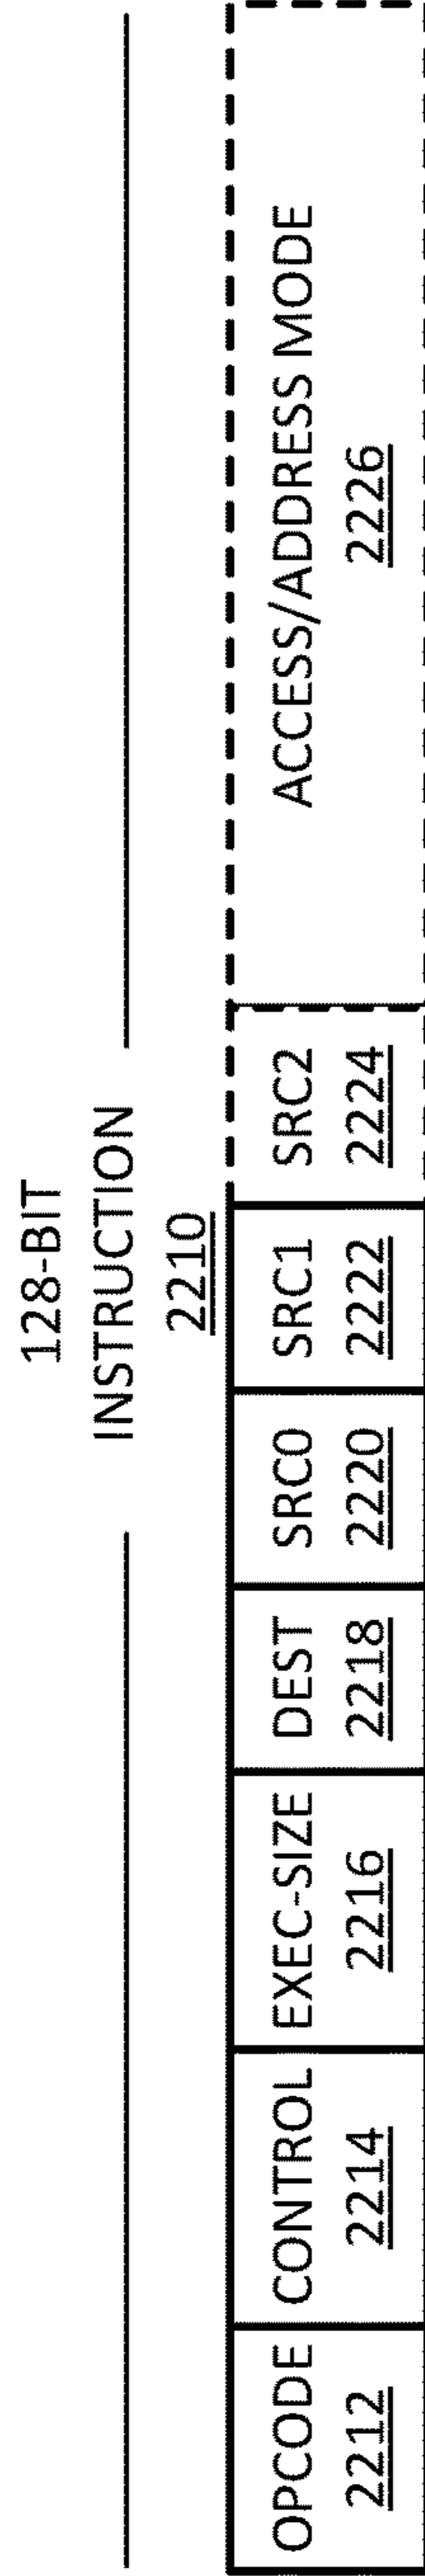 128-BIT
INSTRUCTION
2210
OPCODE
2212
CONTROL
2214
EXEC-SIZE
2216
DEST
2218
SRC0
2220
SRC1
2222
SRC2
2224
ACCESS/ADDRESS MODE
2226